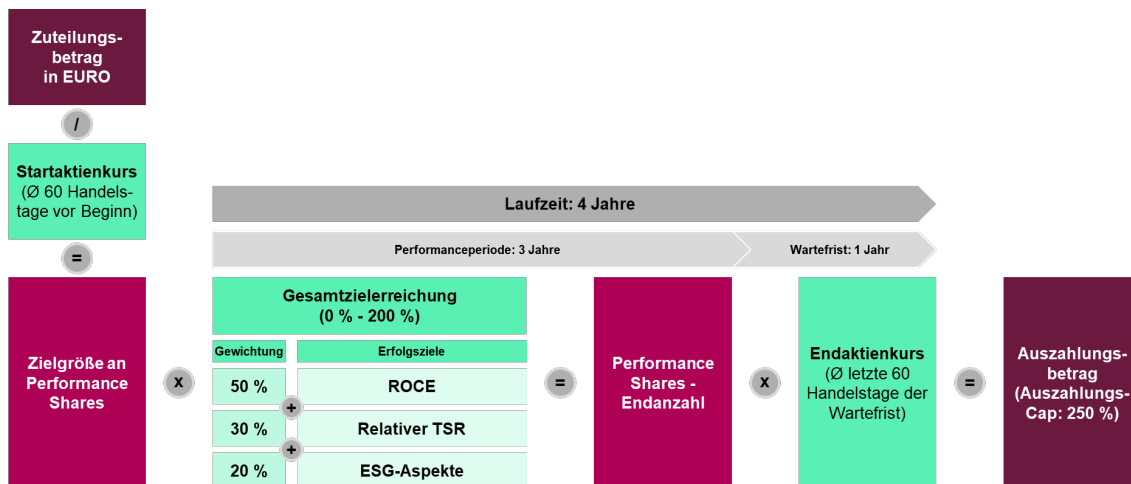 Zuteilungs-
betrag
in EURO
/
Startaktienkurs
(Ø 60 Handels-
tage vor Beginn)
=
Zielgröße an
Performance
Shares
x
Laufzeit: 4 Jahre
Performanceperiode: 3 Jahre
Wartefrist: 1 Jahr
Gesamtzielerreichung
(0 % - 200 %)
Gewichtung
Erfolgsziele
50 %
ROCE
+
30 %
Relativer TSR
+
20 %
ESG-Aspekte
=
Performance
Shares -
Endanzahl
x
Endaktienkurs
(Ø letzte 60
Handelstage der
Wartefrist)
=
Auszahlungs-
betrag
(Auszahlungs-
Cap: 250 %)